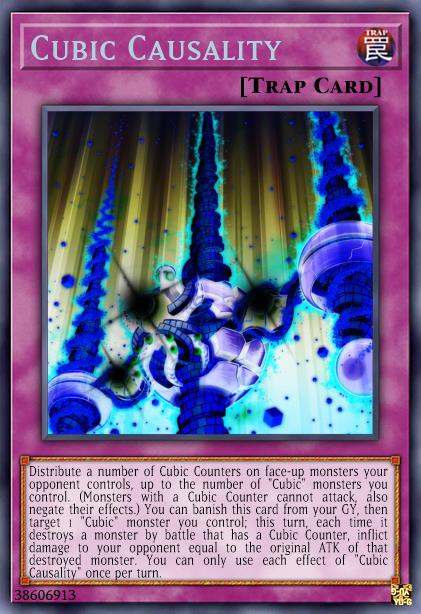 Cubic Causality
TRAP
罠
[Trap Card]
Distribute a number of Cubic Counters on face-up monsters your
opponent controls, up to the number of "Cubic" monsters you
control. (Monsters with a Cubic Counter cannot attack, also
negate their effects.) You can banish this card from your GY, then
target 1 "Cubic" monster you control; this turn, each time it
destroys a monster by battle that has a Cubic Counter, inflict
damage to your opponent equal to the original ATK of that
destroyed monster. You can only use each effect of "Cubic
Causality" once per turn.
38606913